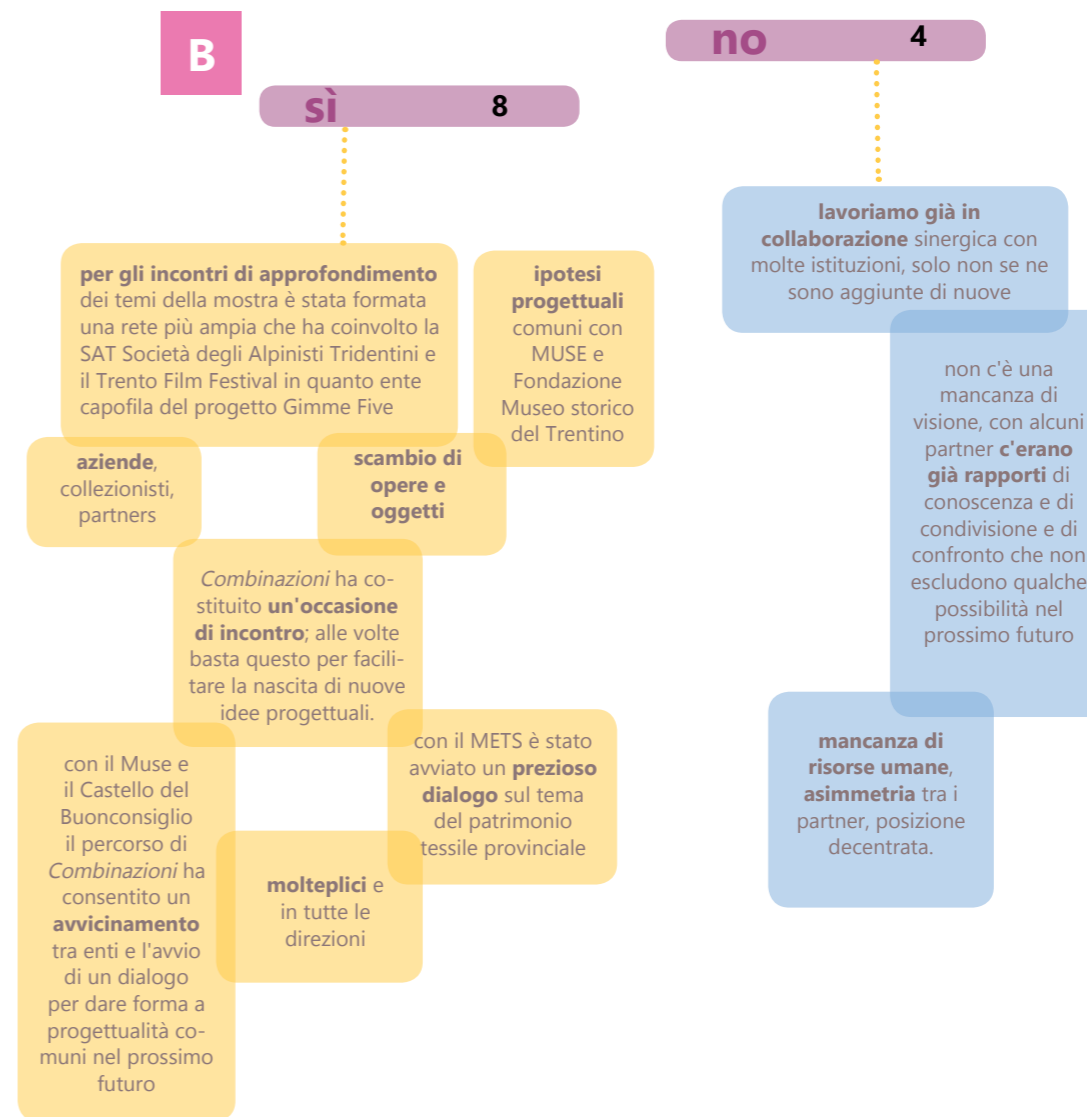 B
sì 8
per gli incontri di approfondimento
dei temi della mostra è stata formata
una rete più ampia che ha coinvolto la
SAT Società degli Alpinisti Tridentini e
il Trento Film Festival in quanto ente
capofila del progetto Gimme Five
ipotesi
progettuali
comuni con
MUSE e
Fondazione
Museo storico
del Trentino
aziende,
collezionisti,
partners
scambio di
opere e
oggetti
Combinazioni ha co-
stituito un'occasione
di incontro; alle volte
basta questo per facili-
tare la nascita di nuove
idee progettuali.
con il METS è stato
avviato un prezioso
dialogo sul tema
del patrimonio
tessile provinciale
con il Muse e
il Castello del
Buonconsiglio
il percorso di
Combinazioni ha
consentito un
avvicinamento
tra enti e l'avvio
di un dialogo
per dare forma a
progettualità co-
muni nel prossimo
futuro
molteplici e
in tutte le
direzioni
no 4
lavoriamo già in
collaborazione sinergica con
molte istituzioni, solo non se ne
sono aggiunte di nuove
non c'è una
mancanza di
visione, con alcuni
partner c'erano
già rapporti di
conoscenza e di
condivisione e di
confronto che non
escludono qualche
possibilità nel
prossimo futuro
mancanza di
risorse umane,
asimmetria tra i
partner, posizione
decentrata.